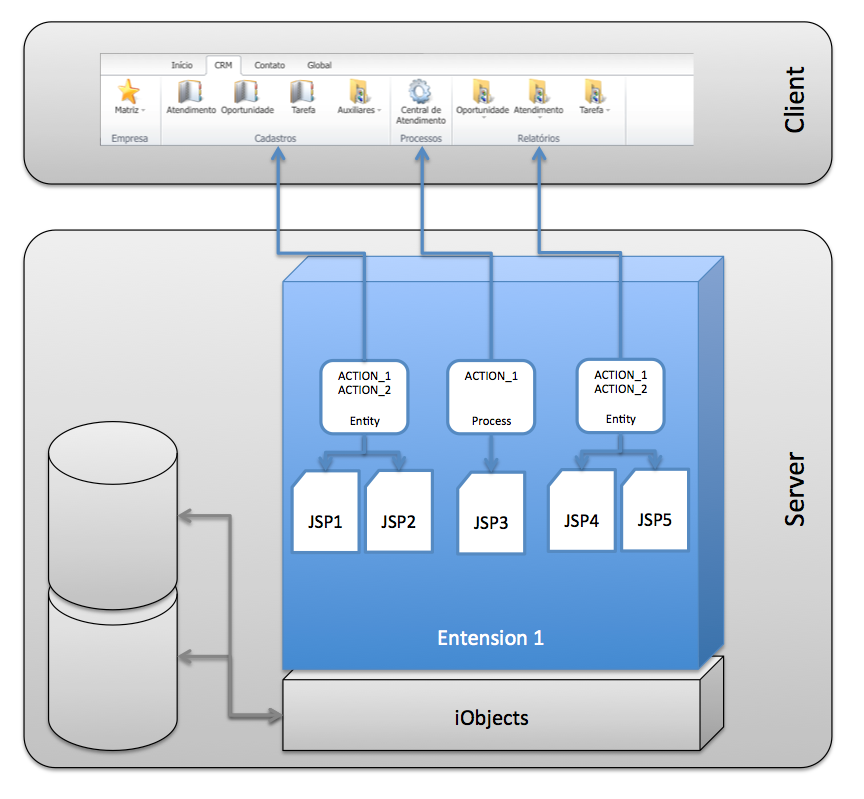 Início CRM Contato Global
Matriz Atendimento Oportunidade Tarefa Auxiliares Central de Atendimento Oportunidade Atendimento Tarefa
Empresa Cadastros Processos Relatórios
Client
ACTION_1 ACTION_1 ACTION_1
ACTION_2 ACTION_2
Entity Process Entity
JSP1 JSP2 JSP3 JSP4 JSP5
Server
Entension 1
iObjects